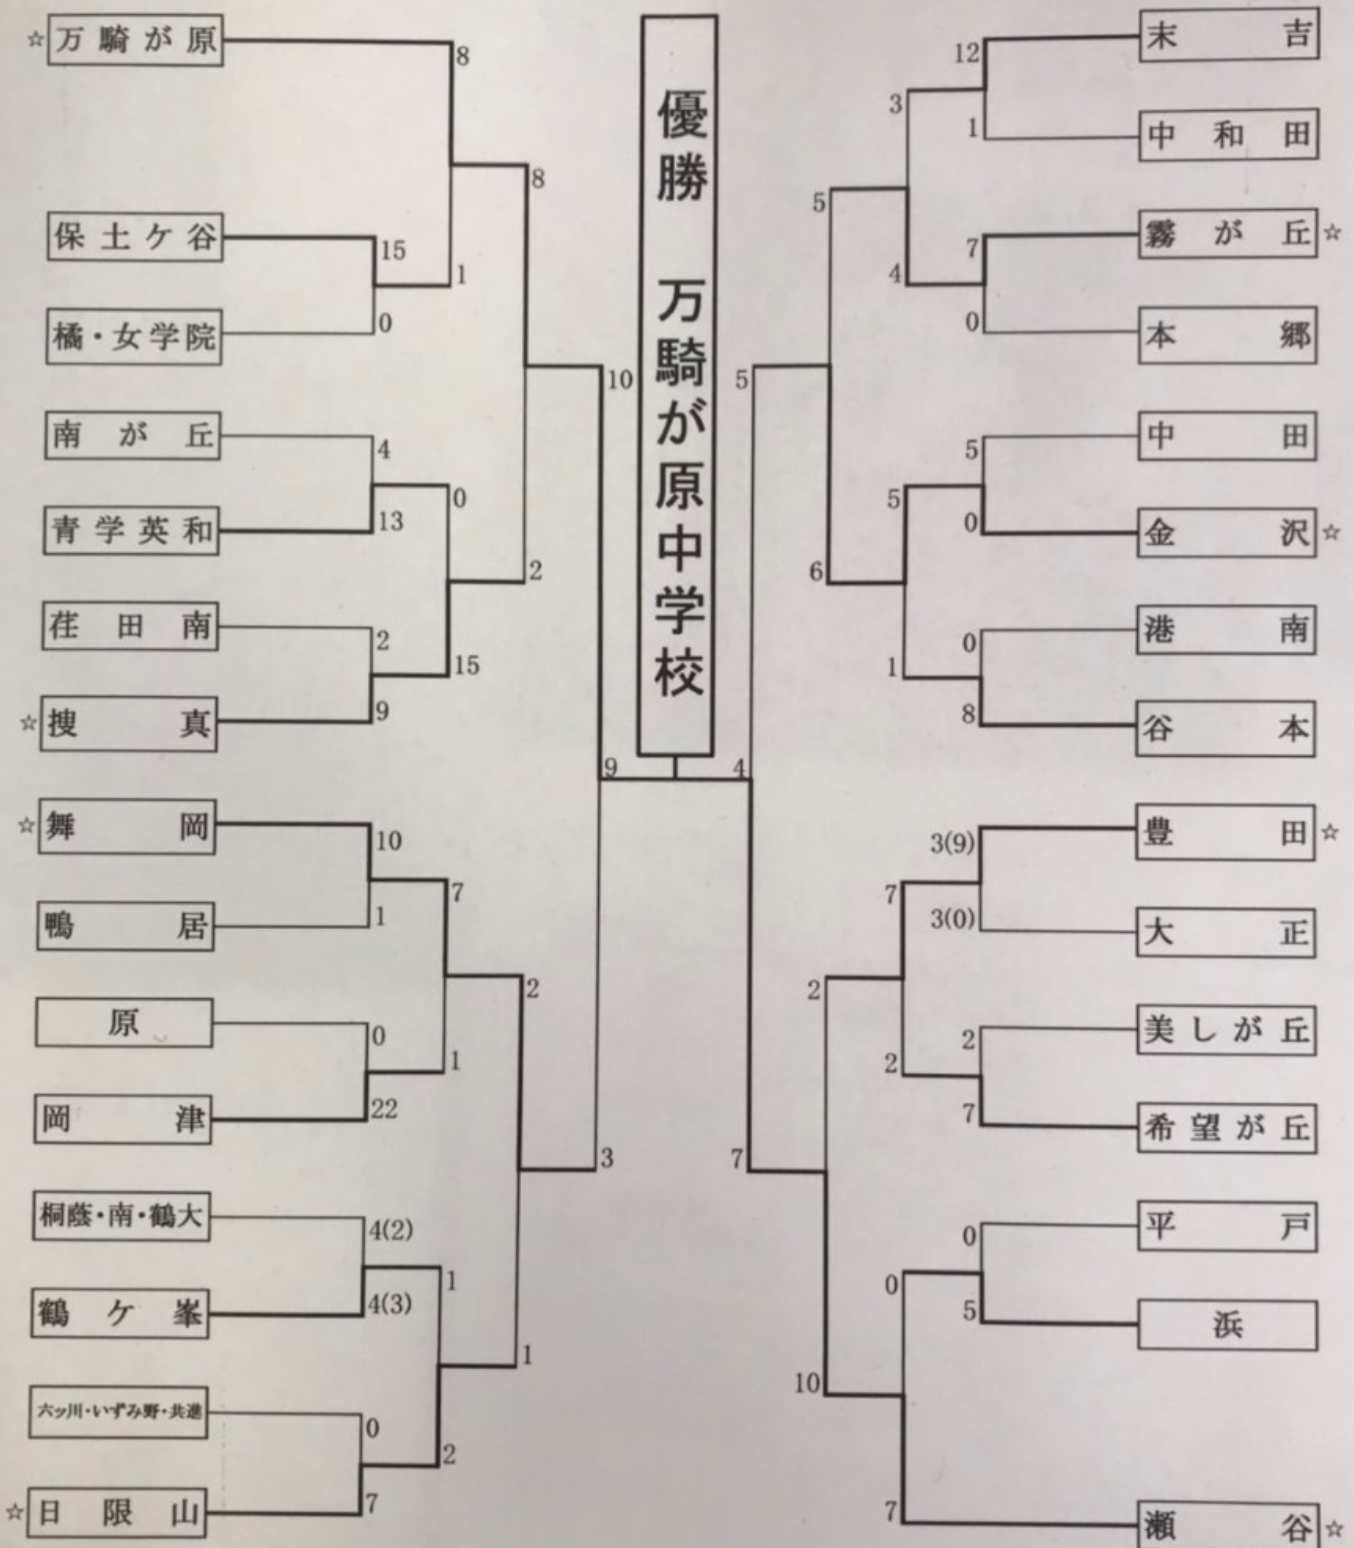 優勝 万騎が原中学校
☆ 万騎が原
8
保土ケ谷
15
1
橘・女学院
0
8
南が丘
4
青学英和
13
0
荏田南
2
捜真 ☆
9
15
2
10
☆ 舞岡
10
鴨居
1
7
原
0
岡津
22
1
2
桐蔭・南・鶴大
4(2)
鶴ケ峯
4(3)
1
六ッ川・いずみ野・共進
0
☆ 日限山
7
2
1
3
9
4
末吉
12
中和田
1
3
霧が丘 ☆
7
本郷
0
4
5
中田
5
金沢 ☆
0
5
港南
0
谷本
8
1
6
5
豊田 ☆
3(9)
大正
3(0)
7
美しが丘
2
希望が丘
7
2
2
平戸
0
浜
5
0
瀬谷 ☆
7
10
7